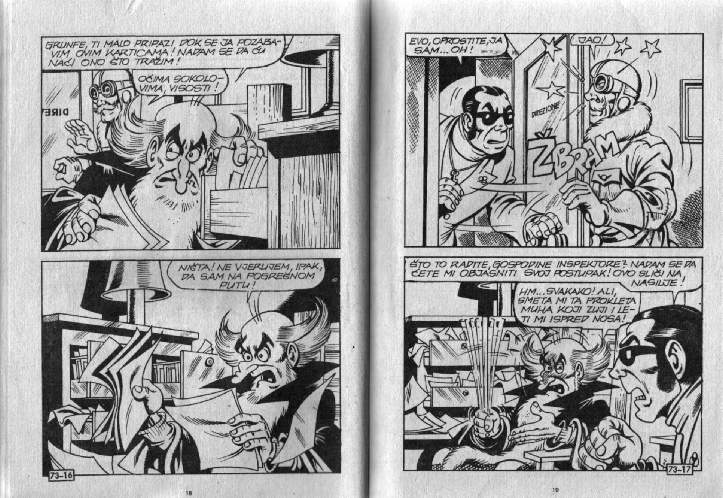 GRUNFE, TI MALO PRIPAZI DOK SE JA POZABA-
VIM OVIM KARTICAMA! NADAM SE DA ĆU
NAĆI ONO ŠTO TRAŽIM!
OČIMA SOKOLO-
VIMA, VISOSTI!
DIRE
NIŠTA! NE VJERUJEM, IPAK,
DA SAM NA POGREŠNOM
PUTU!
73-16
18
EVO, OPROSTITE, JA
SAM...OH!
JAO!
DIREZIONE
ŽBRAM
ŠTO TO RADITE, GOSPODINE INSPEKTORE? NADAM SE DA
ĆETE MI OBJASNITI SVOJ POSTUPAK! OVO SLIČI NA
NASILJE!
HM...SVAKAKO! ALI,
SMETA MI TA PROKLETA
MUHA, KOJI ZUJI I LE-
TI MI ISPRED NOSA!
73-17
19